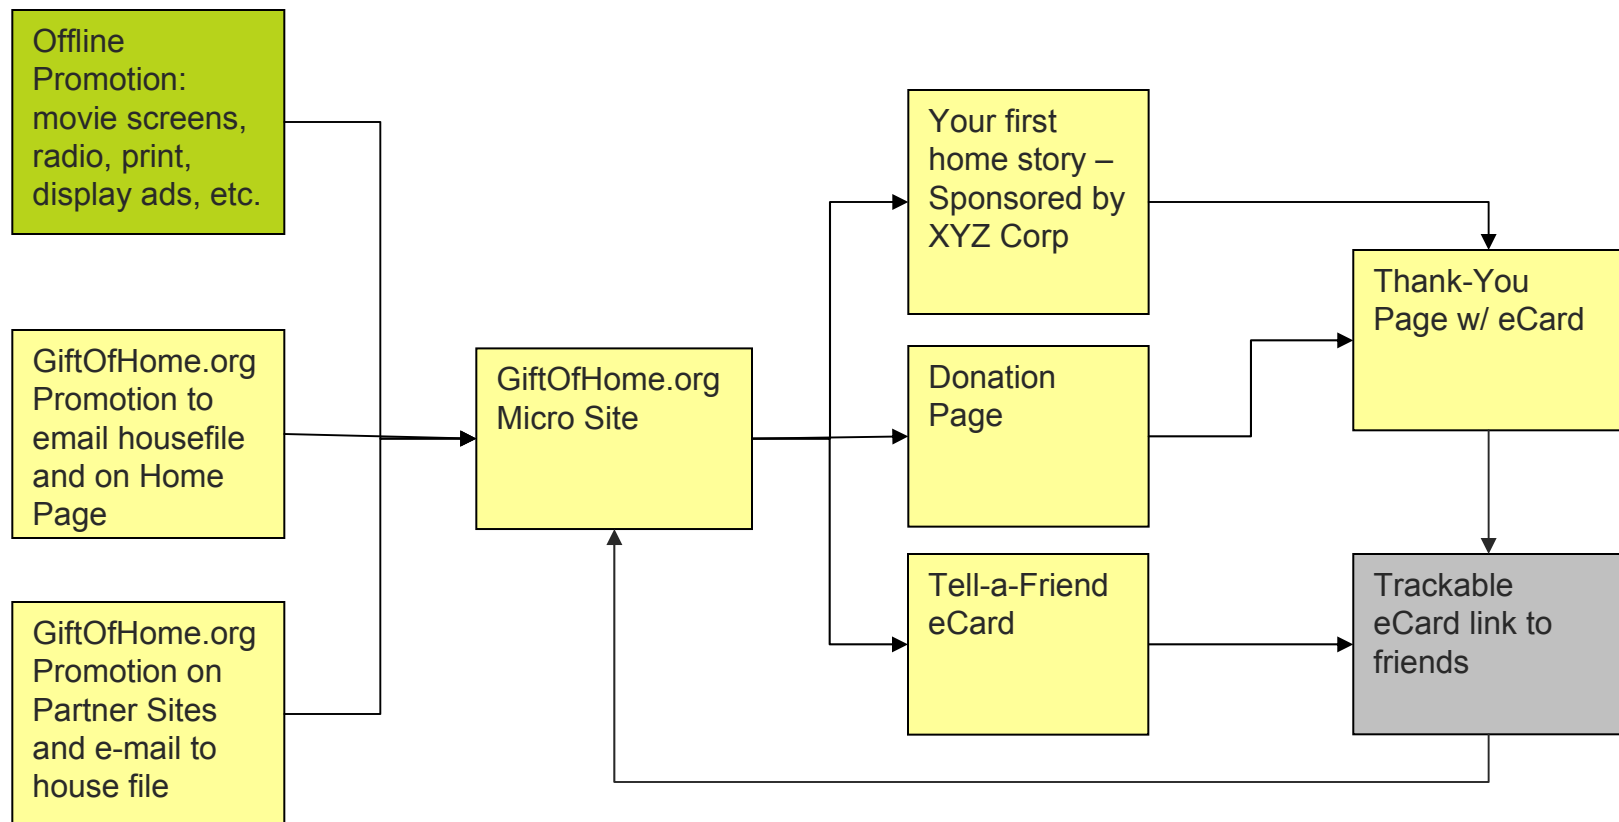 Offline
Promotion:
movie screens,
radio, print,
display ads, etc.
GiftOfHome.org
Promotion to
email housefile
and on Home
Page
GiftOfHome.org
Promotion on
Partner Sites
and e-mail to
house file
GiftOfHome.org
Micro Site
Your first
home story –
Sponsored by
XYZ Corp
Donation
Page
Tell-a-Friend
eCard
Thank-You
Page w/ eCard
Trackable
eCard link to
friends